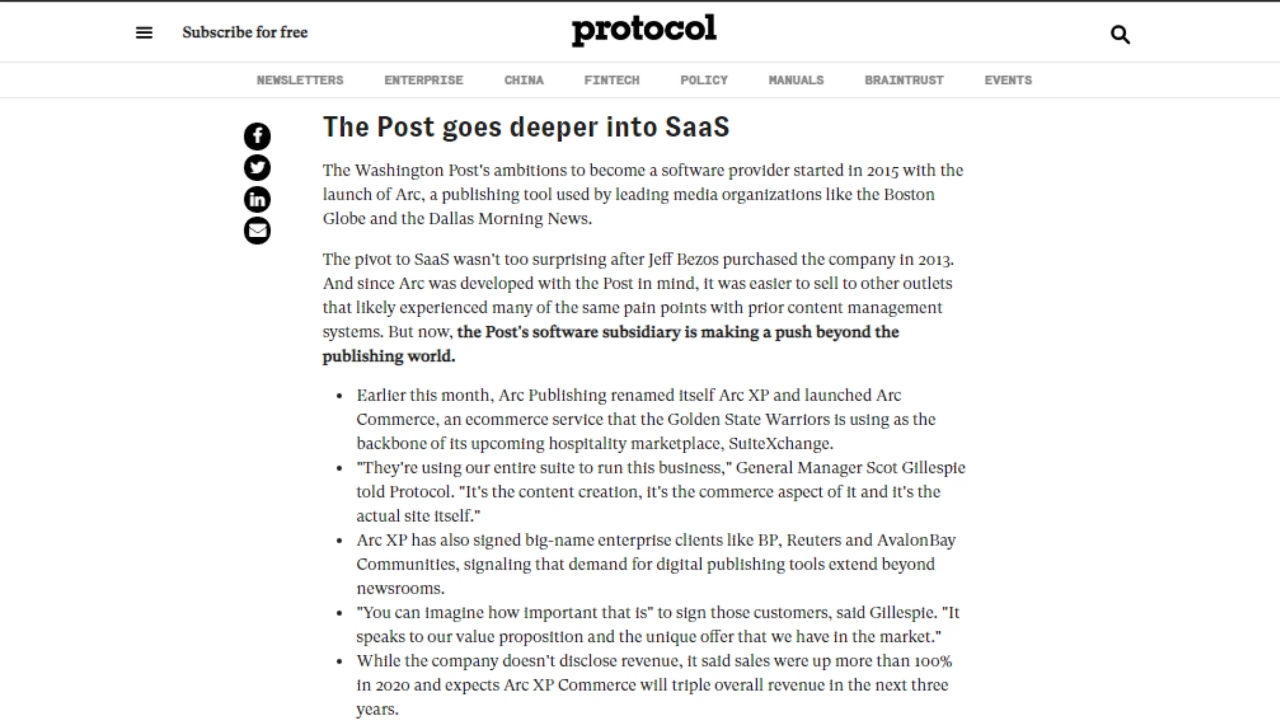 Subscribe for free
protocol
NEWSLETTERS ENTERPRISE CHINA FINTECH POLICY MANUALS BRAINTRUST EVENTS
The Post goes deeper into SaaS
The Washington Post's ambitions to become a software provider started in 2015 with the
launch of Arc, a publishing tool used by leading media organizations like the Boston
Globe and the Dallas Morning News.
The pivot to SaaS wasn't too surprising after Jeff Bezos purchased the company in 2013.
And since Arc was developed with the Post in mind, it was easier to sell to other outlets
that likely experienced many of the same pain points with prior content management
systems. But now, the Post's software subsidiary is making a push beyond the
publishing world.
• Earlier this month, Arc Publishing renamed itself Arc XP and launched Arc
Commerce, an ecommerce service that the Golden State Warriors is using as the
backbone of its upcoming hospitality marketplace, SuiteXchange.
• "They're using our entire suite to run this business," General Manager Scot Gillespie
told Protocol. "It's the content creation, it's the commerce aspect of it and it's the
actual site itself."
• Arc XP has also signed big-name enterprise clients like BP, Reuters and AvalonBay
Communities, signaling that demand for digital publishing tools extend beyond
newsrooms.
• "You can imagine how important that is" to sign those customers, said Gillespie. "It
speaks to our value proposition and the unique offer that we have in the market."
• While the company doesn't disclose revenue, it said sales were up more than 100%
in 2020 and expects Arc XP Commerce will triple overall revenue in the next three
years.